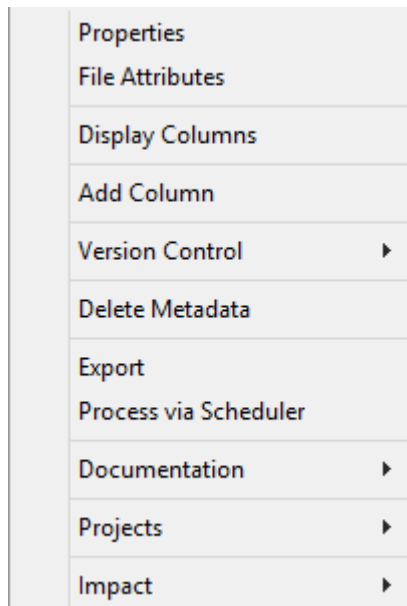 Properties
File Attributes
Display Columns
Add Column
Version Control
Delete Metadata
Export
Process via Scheduler
Documentation
Projects
Impact